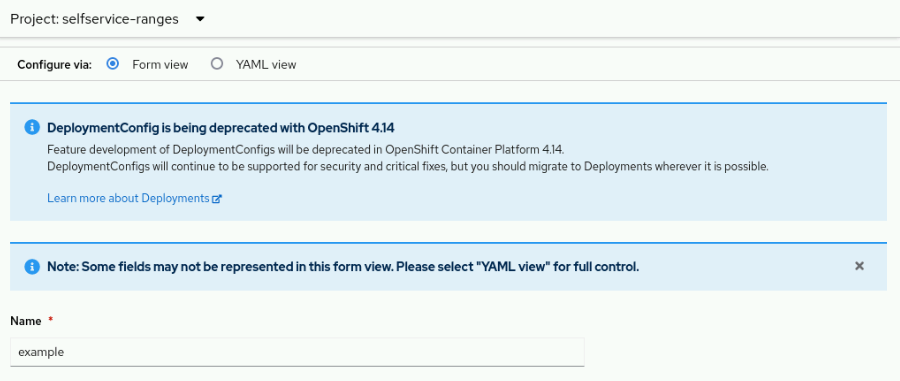 Project: selfservice-ranges
Configure via: Form view YAML view
DeploymentConfig is being deprecated with OpenShift 4.14
Feature development of DeploymentConfigs will be deprecated in OpenShift Container Platform 4.14.
DeploymentConfigs will continue to be supported for security and critical fixes, but you should migrate to Deployments wherever it is possible.
Learn more about Deployments
Note: Some fields may not be represented in this form view. Please select "YAML view" for full control.
Name *
example